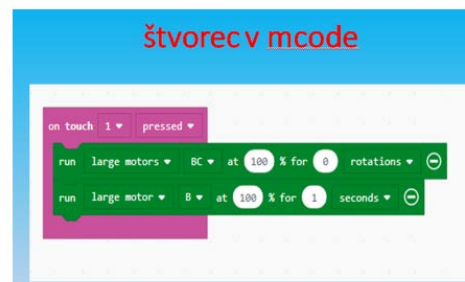 štvorec v mcode
on touch 1 pressed
run large motors BC at 100 % for 0 rotations
run large motor B at 100 % for 1 seconds